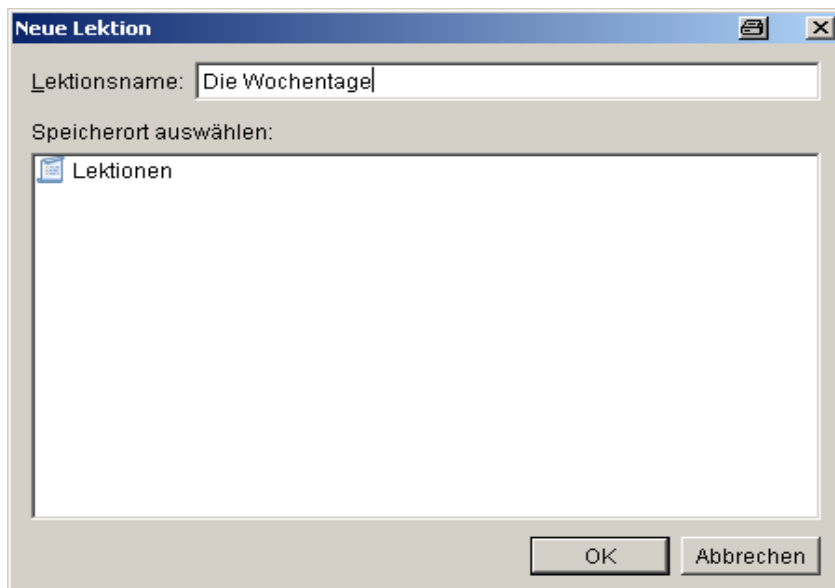 Neue Lektion
Lektionsname: Die Wochentage
Speicherort auswählen:
Lektionen
OK Abbrechen